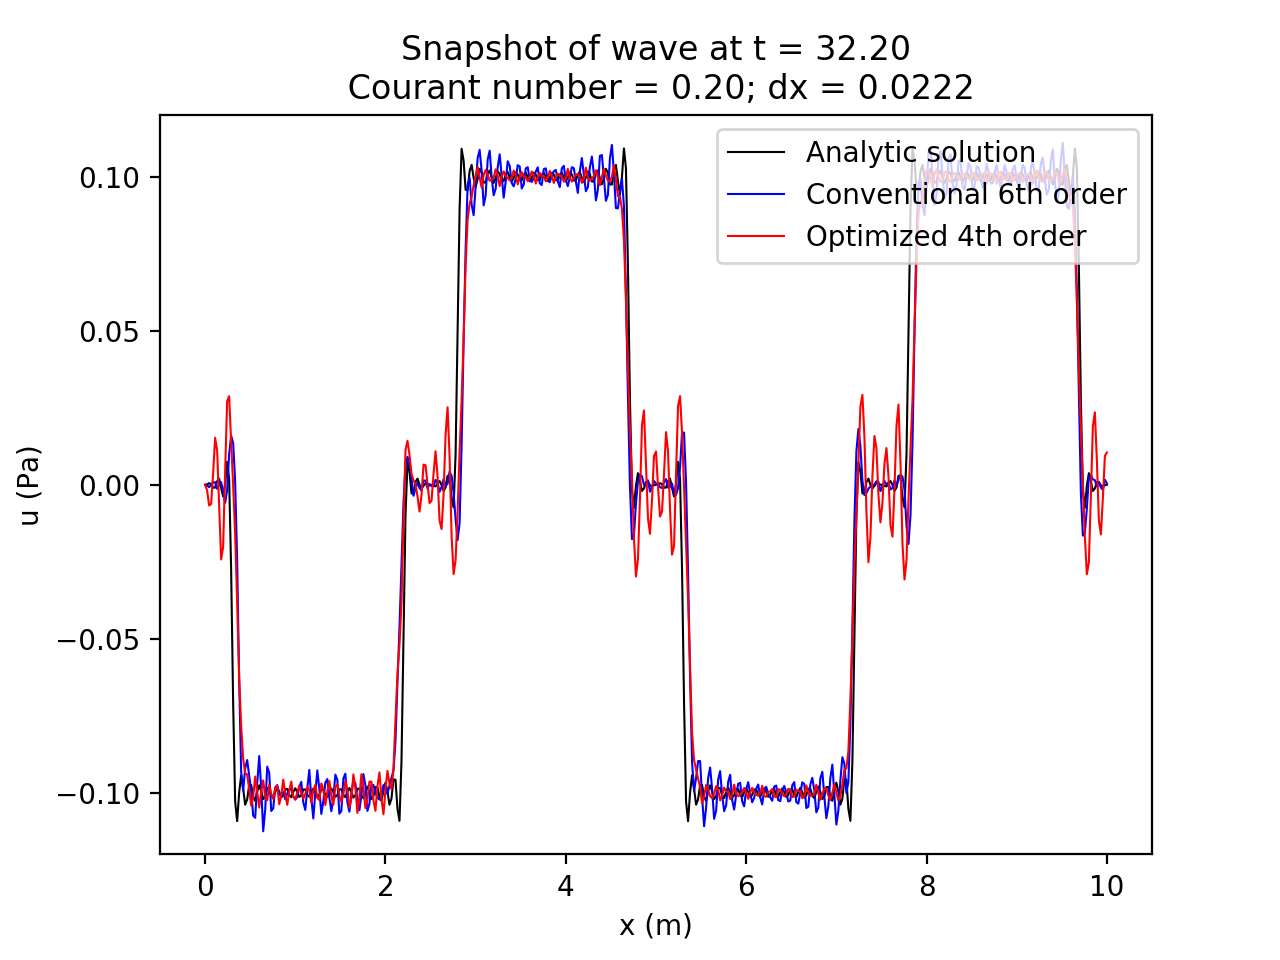 Snapshot of wave at t = 32.20
Courant number = 0.20; dx = 0.0222
Analytic solution
Conventional 6th order
Optimized 4th order
0.10
0.05
0.00
−0.05
−0.10
u (Pa)
0 2 4 6 8 10
x (m)